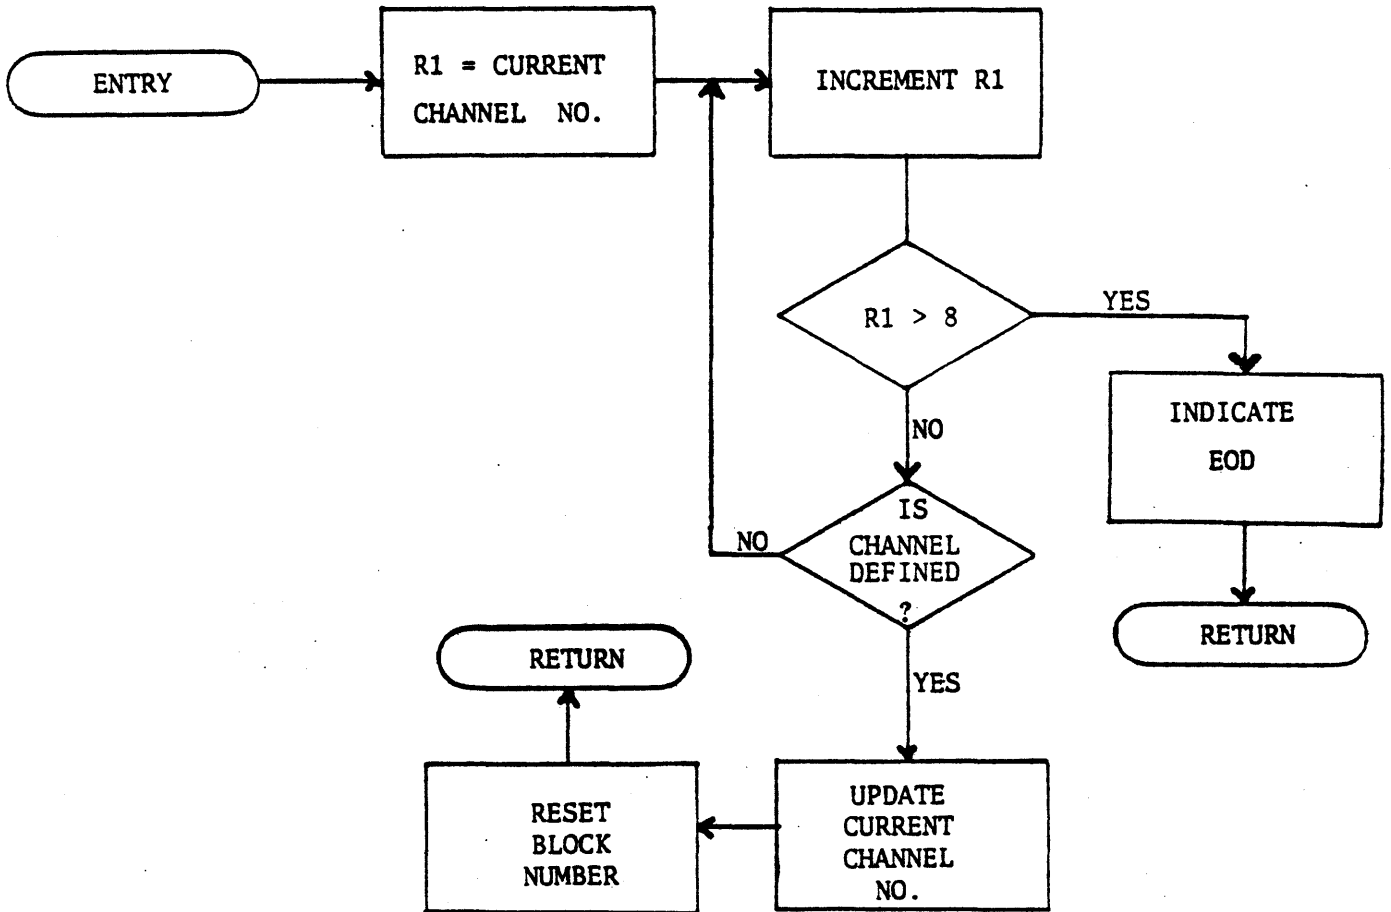 ENTRY
R1 = CURRENT
CHANNEL NO.
INCREMENT R1
R1 > 8
YES
INDICATE
EOD
RETURN
NO
IS
CHANNEL
DEFINED
?
NO
YES
UPDATE
CURRENT
CHANNEL
NO.
RESET
BLOCK
NUMBER
RETURN